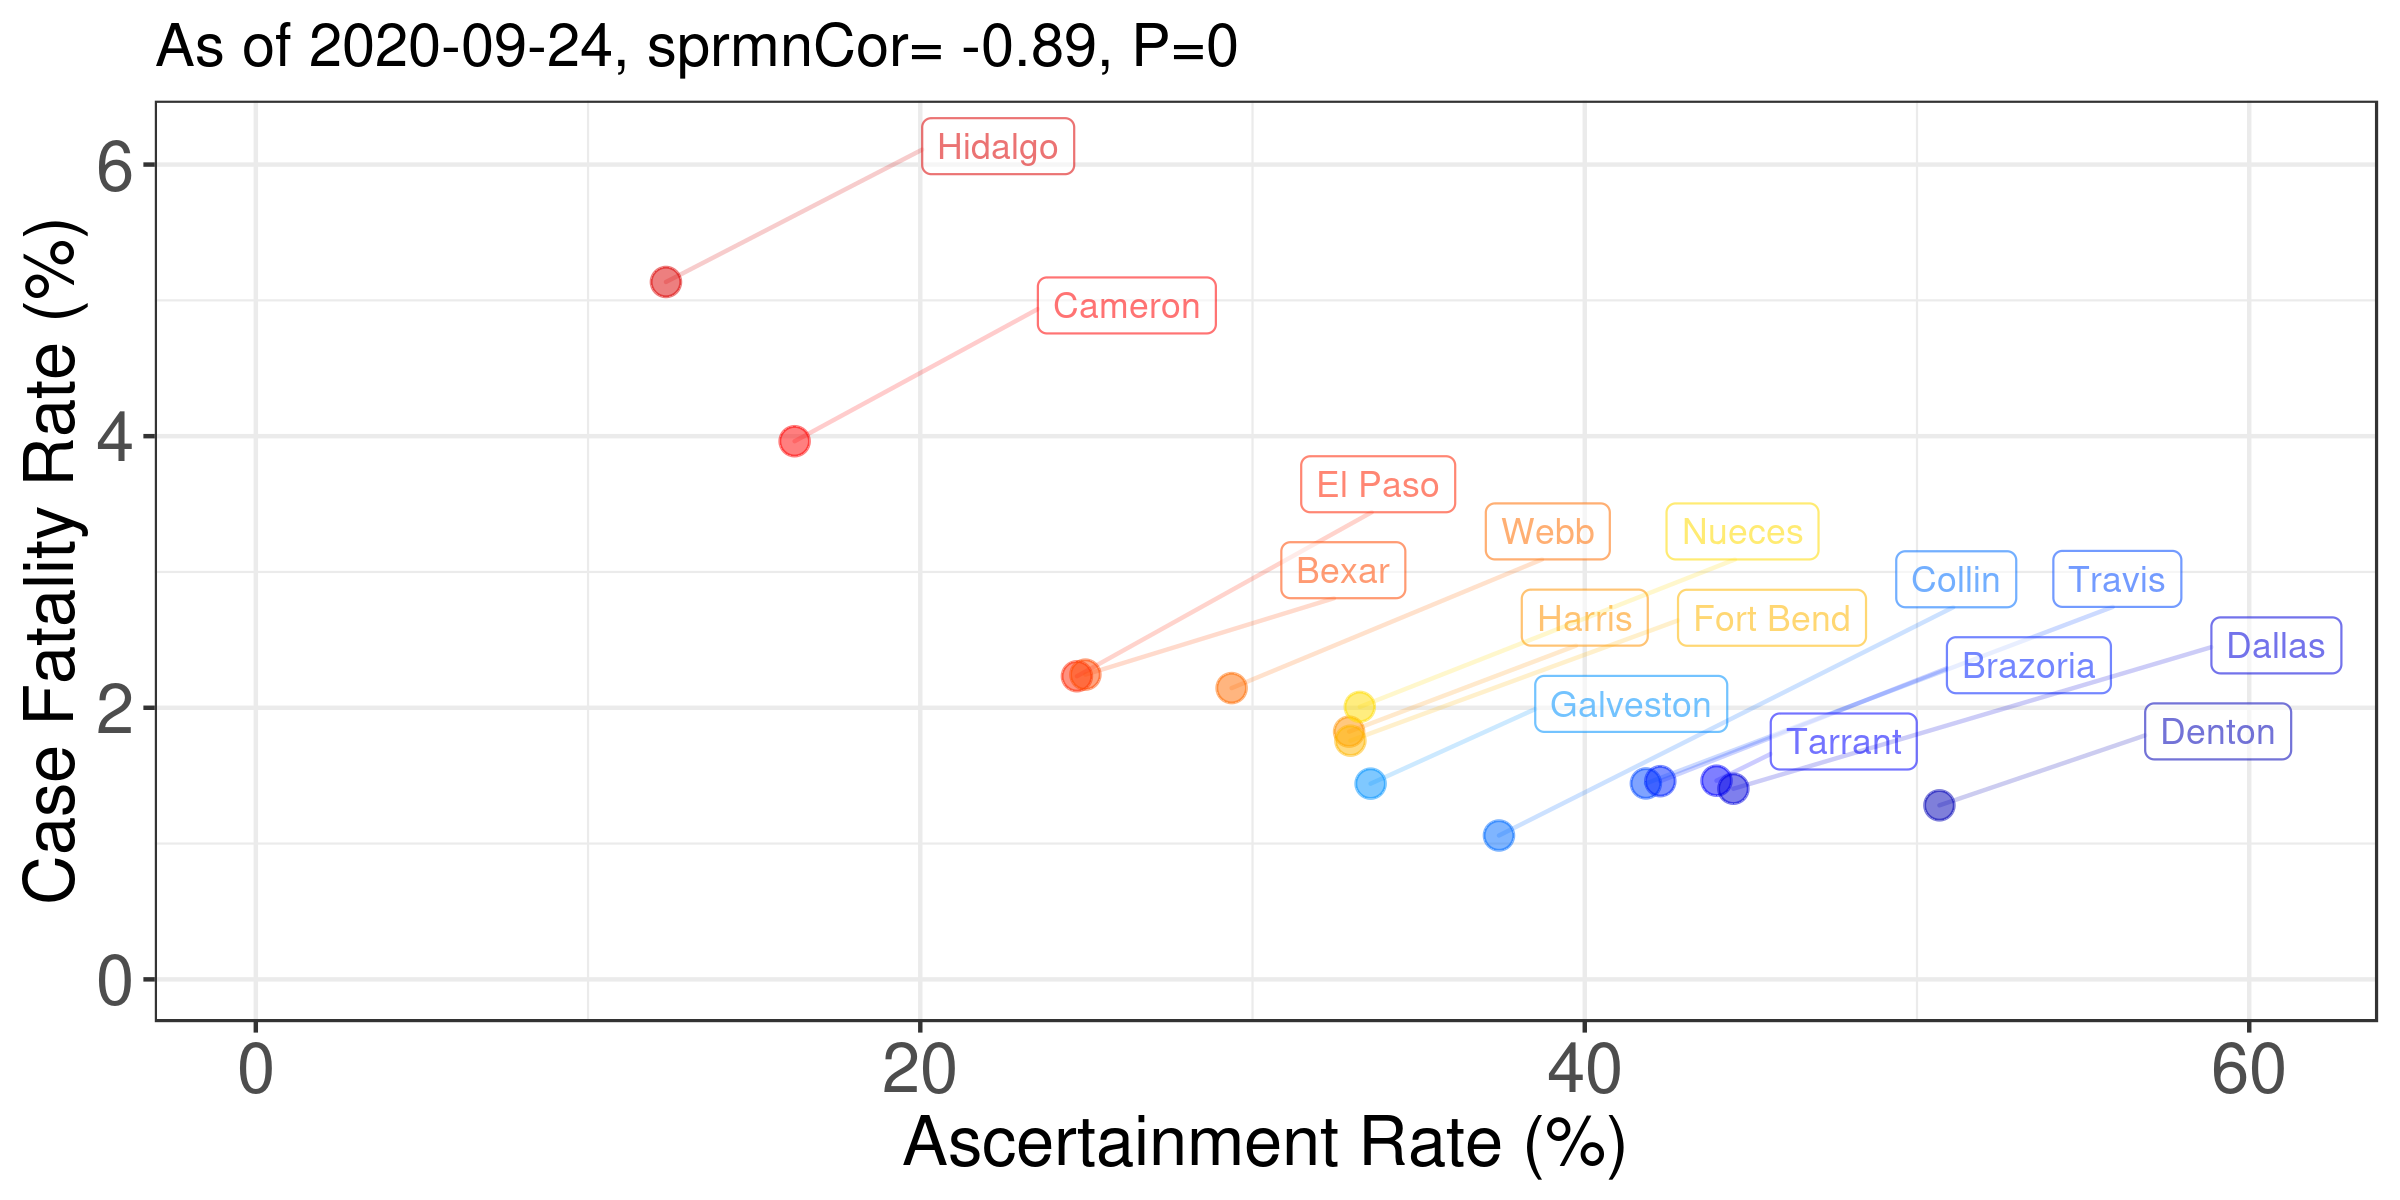 As of 2020-09-24, sprmnCor= -0.89, P=0
Case Fatality Rate (%)
6
4
2
0
Hidalgo
Cameron
El Paso
Webb
Nueces
Bexar
Collin
Travis
Harris
Fort Bend
Dallas
Brazoria
Galveston
Denton
Tarrant
0
20
40
60
Ascertainment Rate (%)